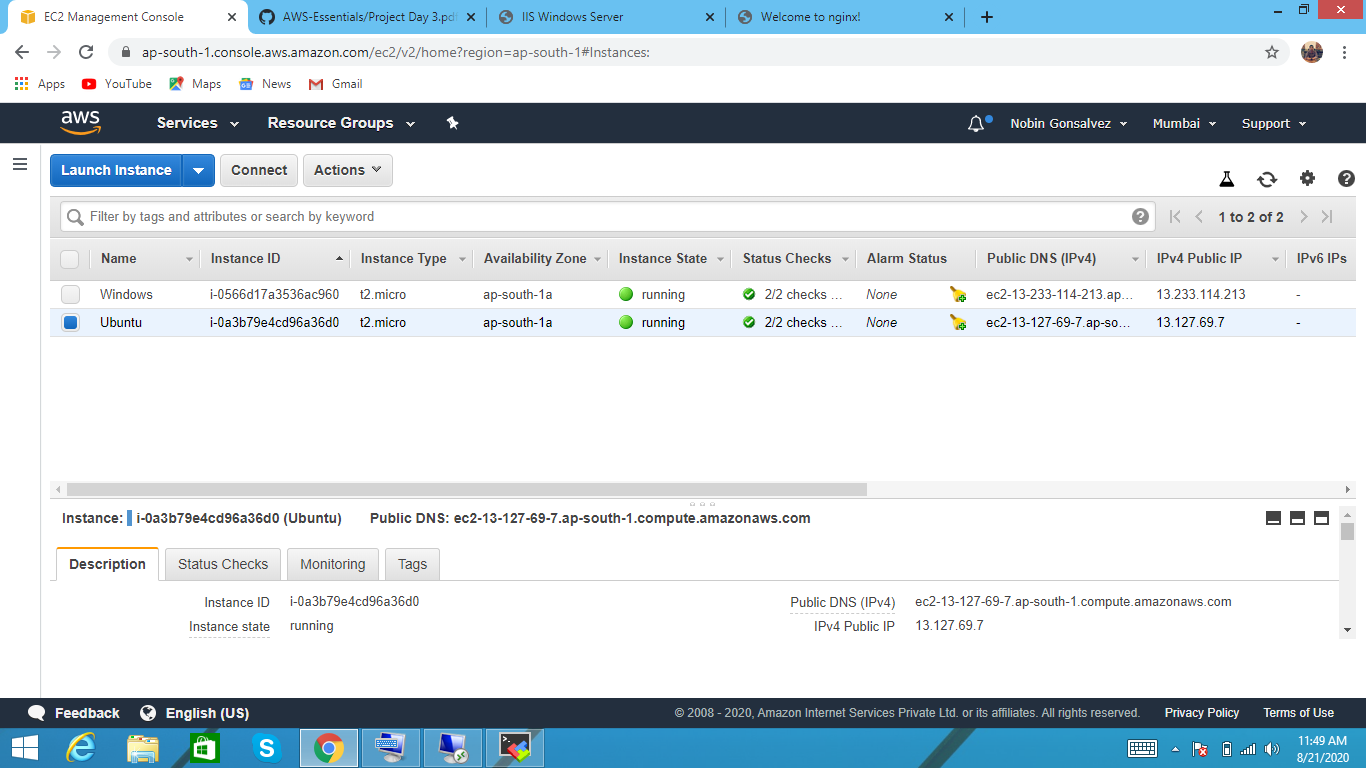 EC2 Management Console
AWS-Essentials/Project Day 3.pd
IIS Windows Server
Welcome to nginx!
ap-south-1.console.aws.amazon.com/ec2/v2/home?region=ap-south-1#Instances:
Apps YouTube Maps News Gmail
aws Services Resource Groups Nobin Gonsalvez Mumbai Support
Launch Instance Connect Actions
Filter by tags and attributes or search by keyword 1 to 2 of 2
Name Instance ID Instance Type Availability Zone Instance State Status Checks Alarm Status Public DNS (IPv4) IPv4 Public IP IPv6 IPs
Windows i-0566d17a3536ac960 t2.micro ap-south-1a running 2/2 checks ... None ec2-13-233-114-213.ap... 13.233.114.213 -
Ubuntu i-0a3b79e4cd96a36d0 t2.micro ap-south-1a running 2/2 checks ... None ec2-13-127-69-7.ap-so... 13.127.69.7 -
Instance: i-0a3b79e4cd96a36d0 (Ubuntu) Public DNS: ec2-13-127-69-7.ap-south-1.compute.amazonaws.com
Description Status Checks Monitoring Tags
Instance ID i-0a3b79e4cd96a36d0 Public DNS (IPv4) ec2-13-127-69-7.ap-south-1.compute.amazonaws.com
Instance state running IPv4 Public IP 13.127.69.7
Feedback English (US) © 2008 - 2020, Amazon Internet Services Private Ltd. or its affiliates. All rights reserved. Privacy Policy Terms of Use
11:49 AM
8/21/2020